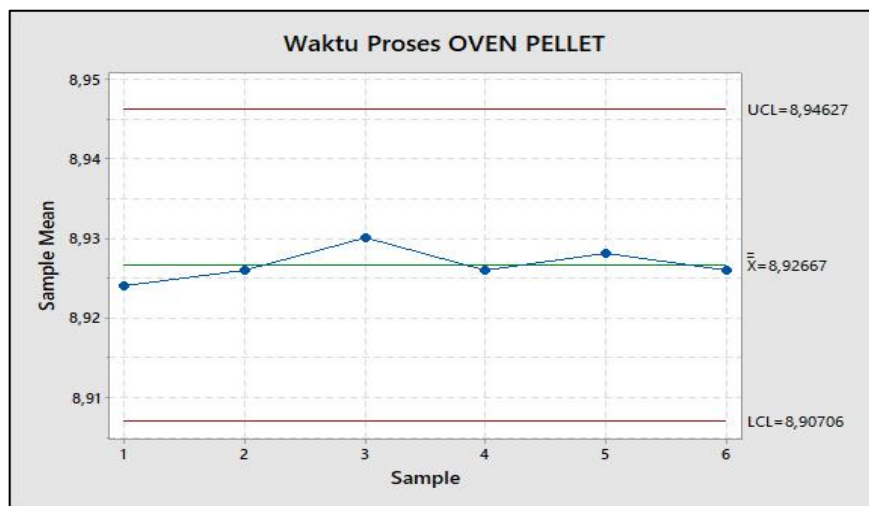 Waktu Proses OVEN PELLET
8,95
8,94
8,93
8,92
8,91
Sample Mean
UCL=8,94627
X̿=8,92667
LCL=8,90706
1 2 3 4 5 6
Sample